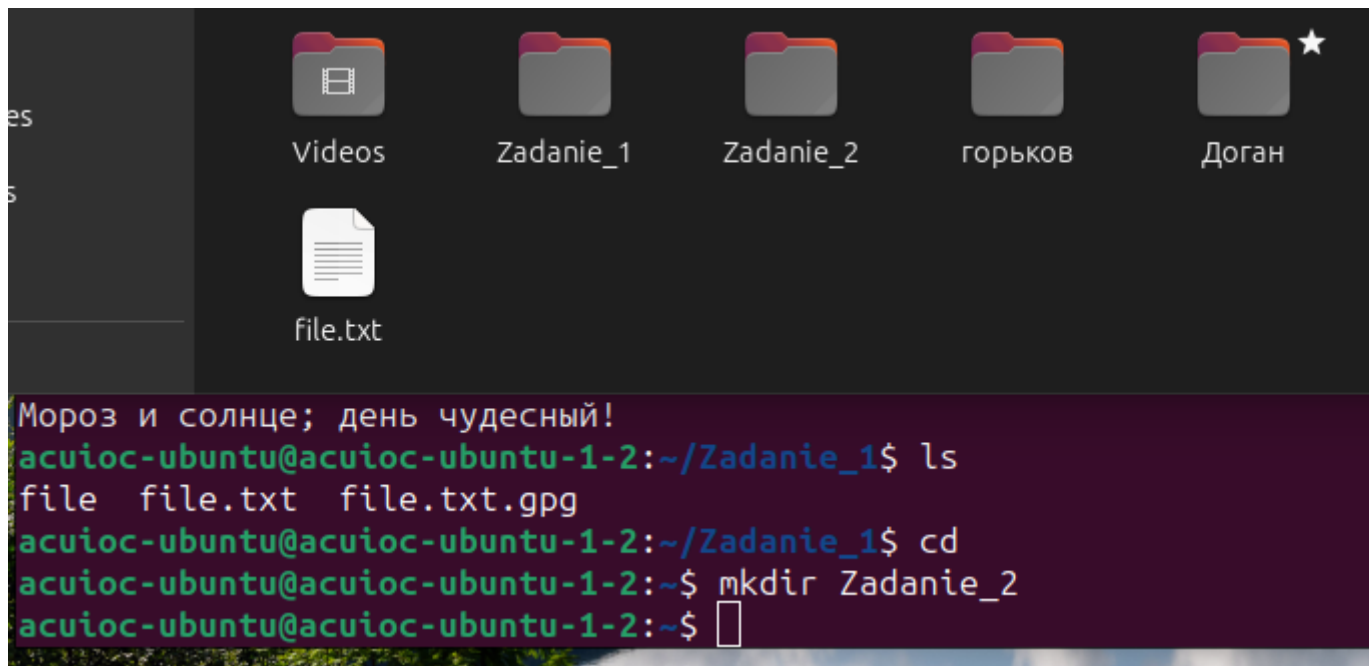 es
Videos
Zadanie_1
Zadanie_2
горьков
Доган
s
file.txt
Мороз и солнце; день чудесный!
acuioc-ubuntu@acuioc-ubuntu-1-2:~/Zadanie_1$ ls
file  file.txt  file.txt.gpg
acuioc-ubuntu@acuioc-ubuntu-1-2:~/Zadanie_1$ cd
acuioc-ubuntu@acuioc-ubuntu-1-2:~$ mkdir Zadanie_2
acuioc-ubuntu@acuioc-ubuntu-1-2:~$